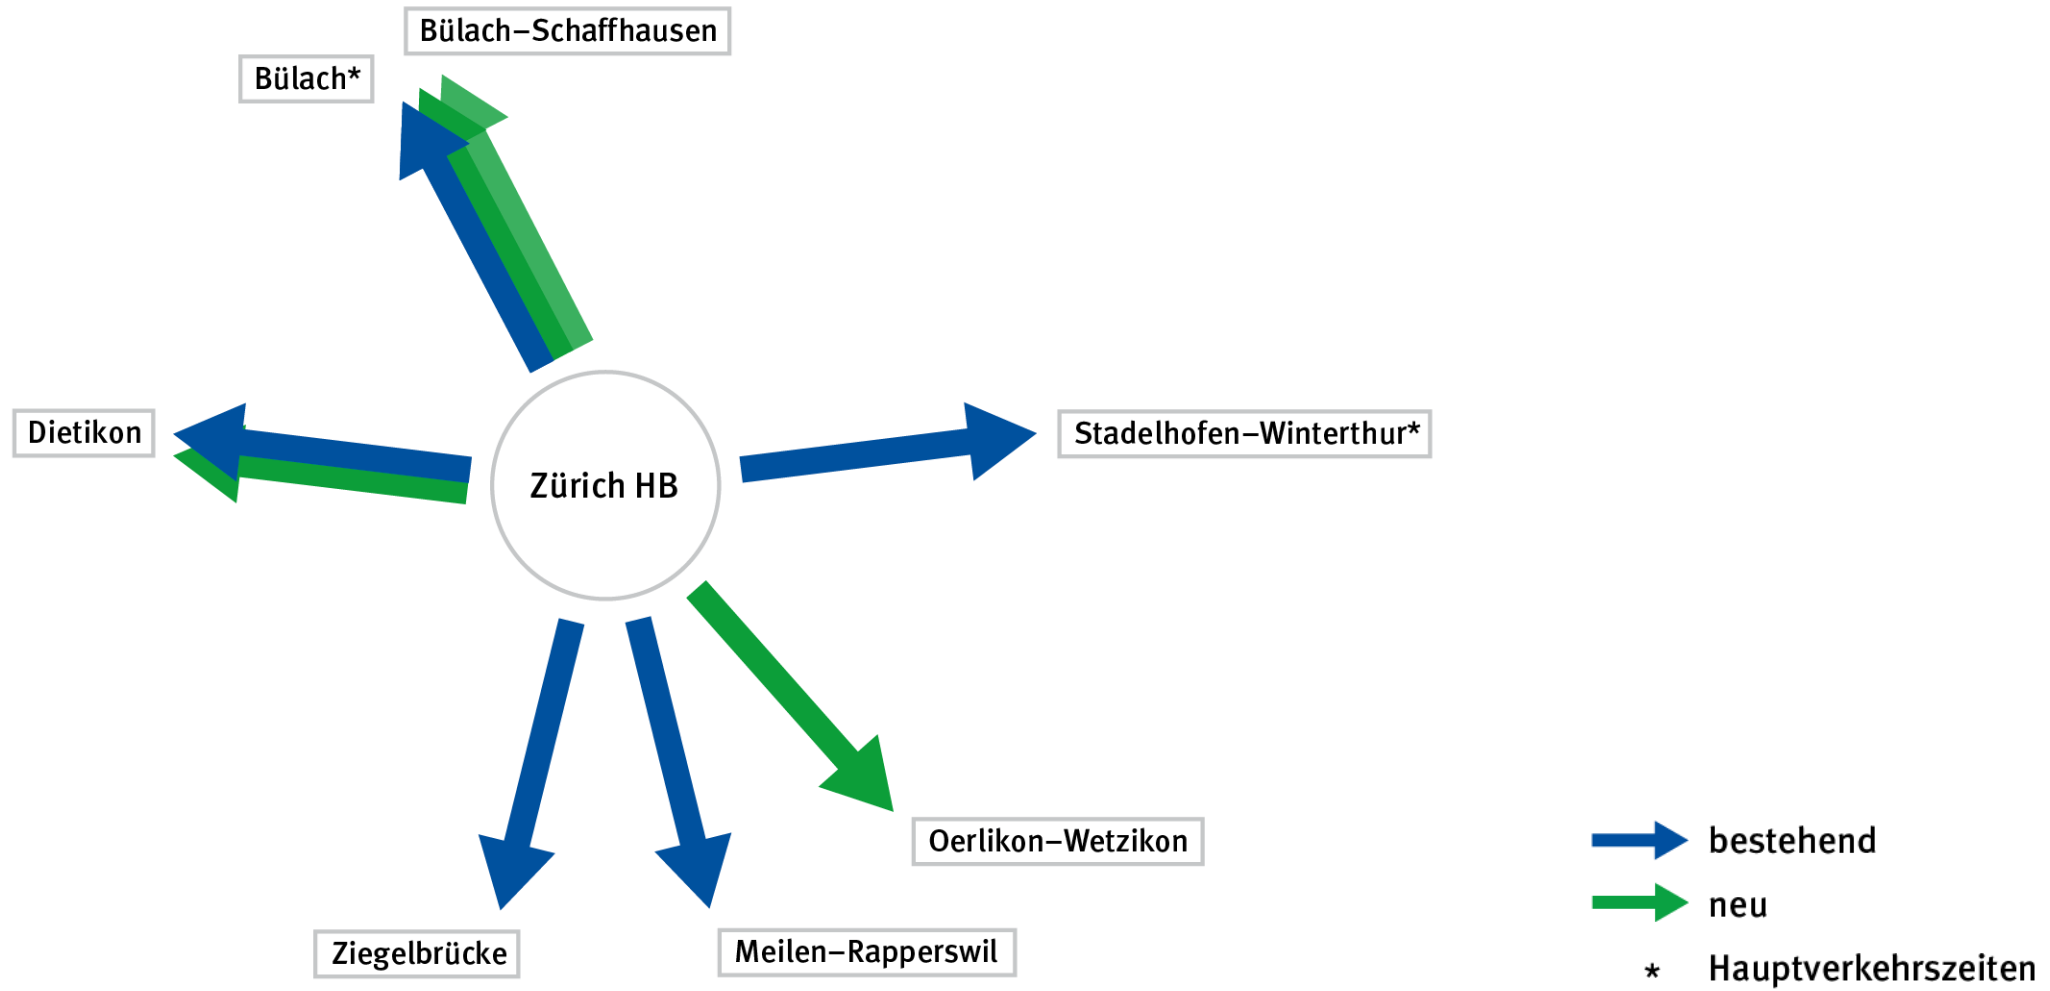 Bülach–Schaffhausen
Bülach*
Dietikon
Zürich HB
Stadelhofen–Winterthur*
Oerlikon–Wetzikon
Ziegelbrücke
Meilen–Rapperswil
bestehend
neu
* Hauptverkehrszeiten